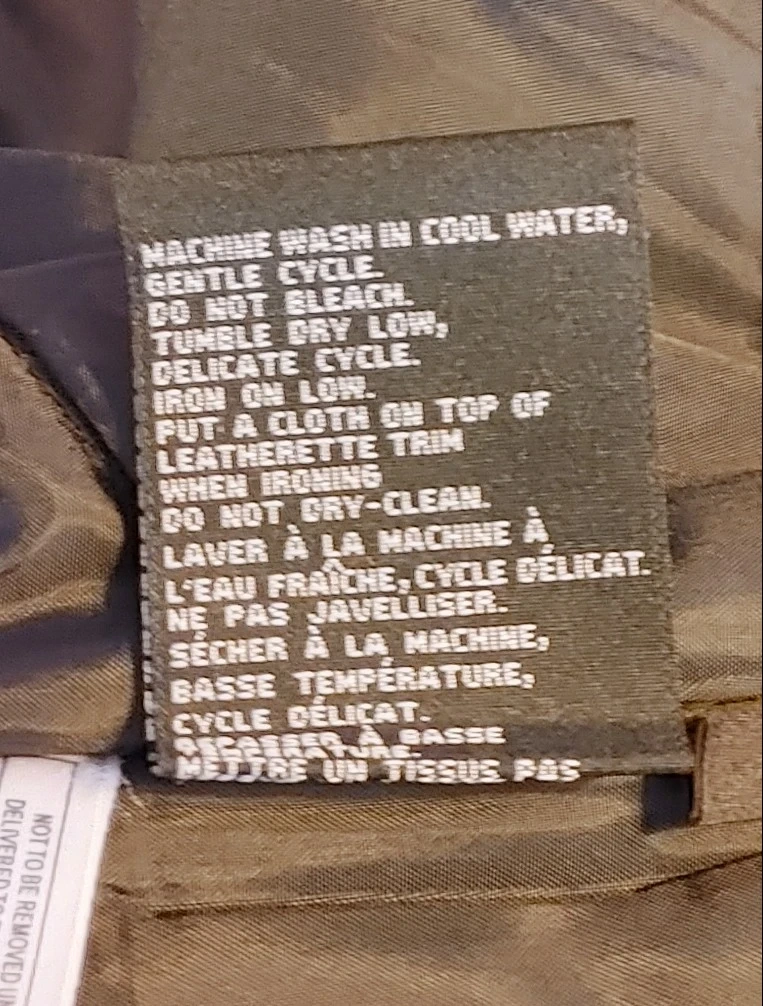 MACHINE WASH IN COOL WATER,
GENTLE CYCLE.
DO NOT BLEACH.
TUMBLE DRY LOW,
DELICATE CYCLE.
IRON ON LOW.
PUT A CLOTH ON TOP OF
LEATHERETTE TRIM
WHEN IRONING
DO NOT DRY-CLEAN.
LAVER À LA MACHINE À
L'EAU FRAÎCHE, CYCLE DÉLICAT.
NE PAS JAVELLISER.
SÉCHER À LA MACHINE,
BASSE TEMPÉRATURE,
CYCLE DÉLICAT.
À BASSE
METTRE UN TISSUS PAS
NOT TO BE REMOVED
DELIVERED